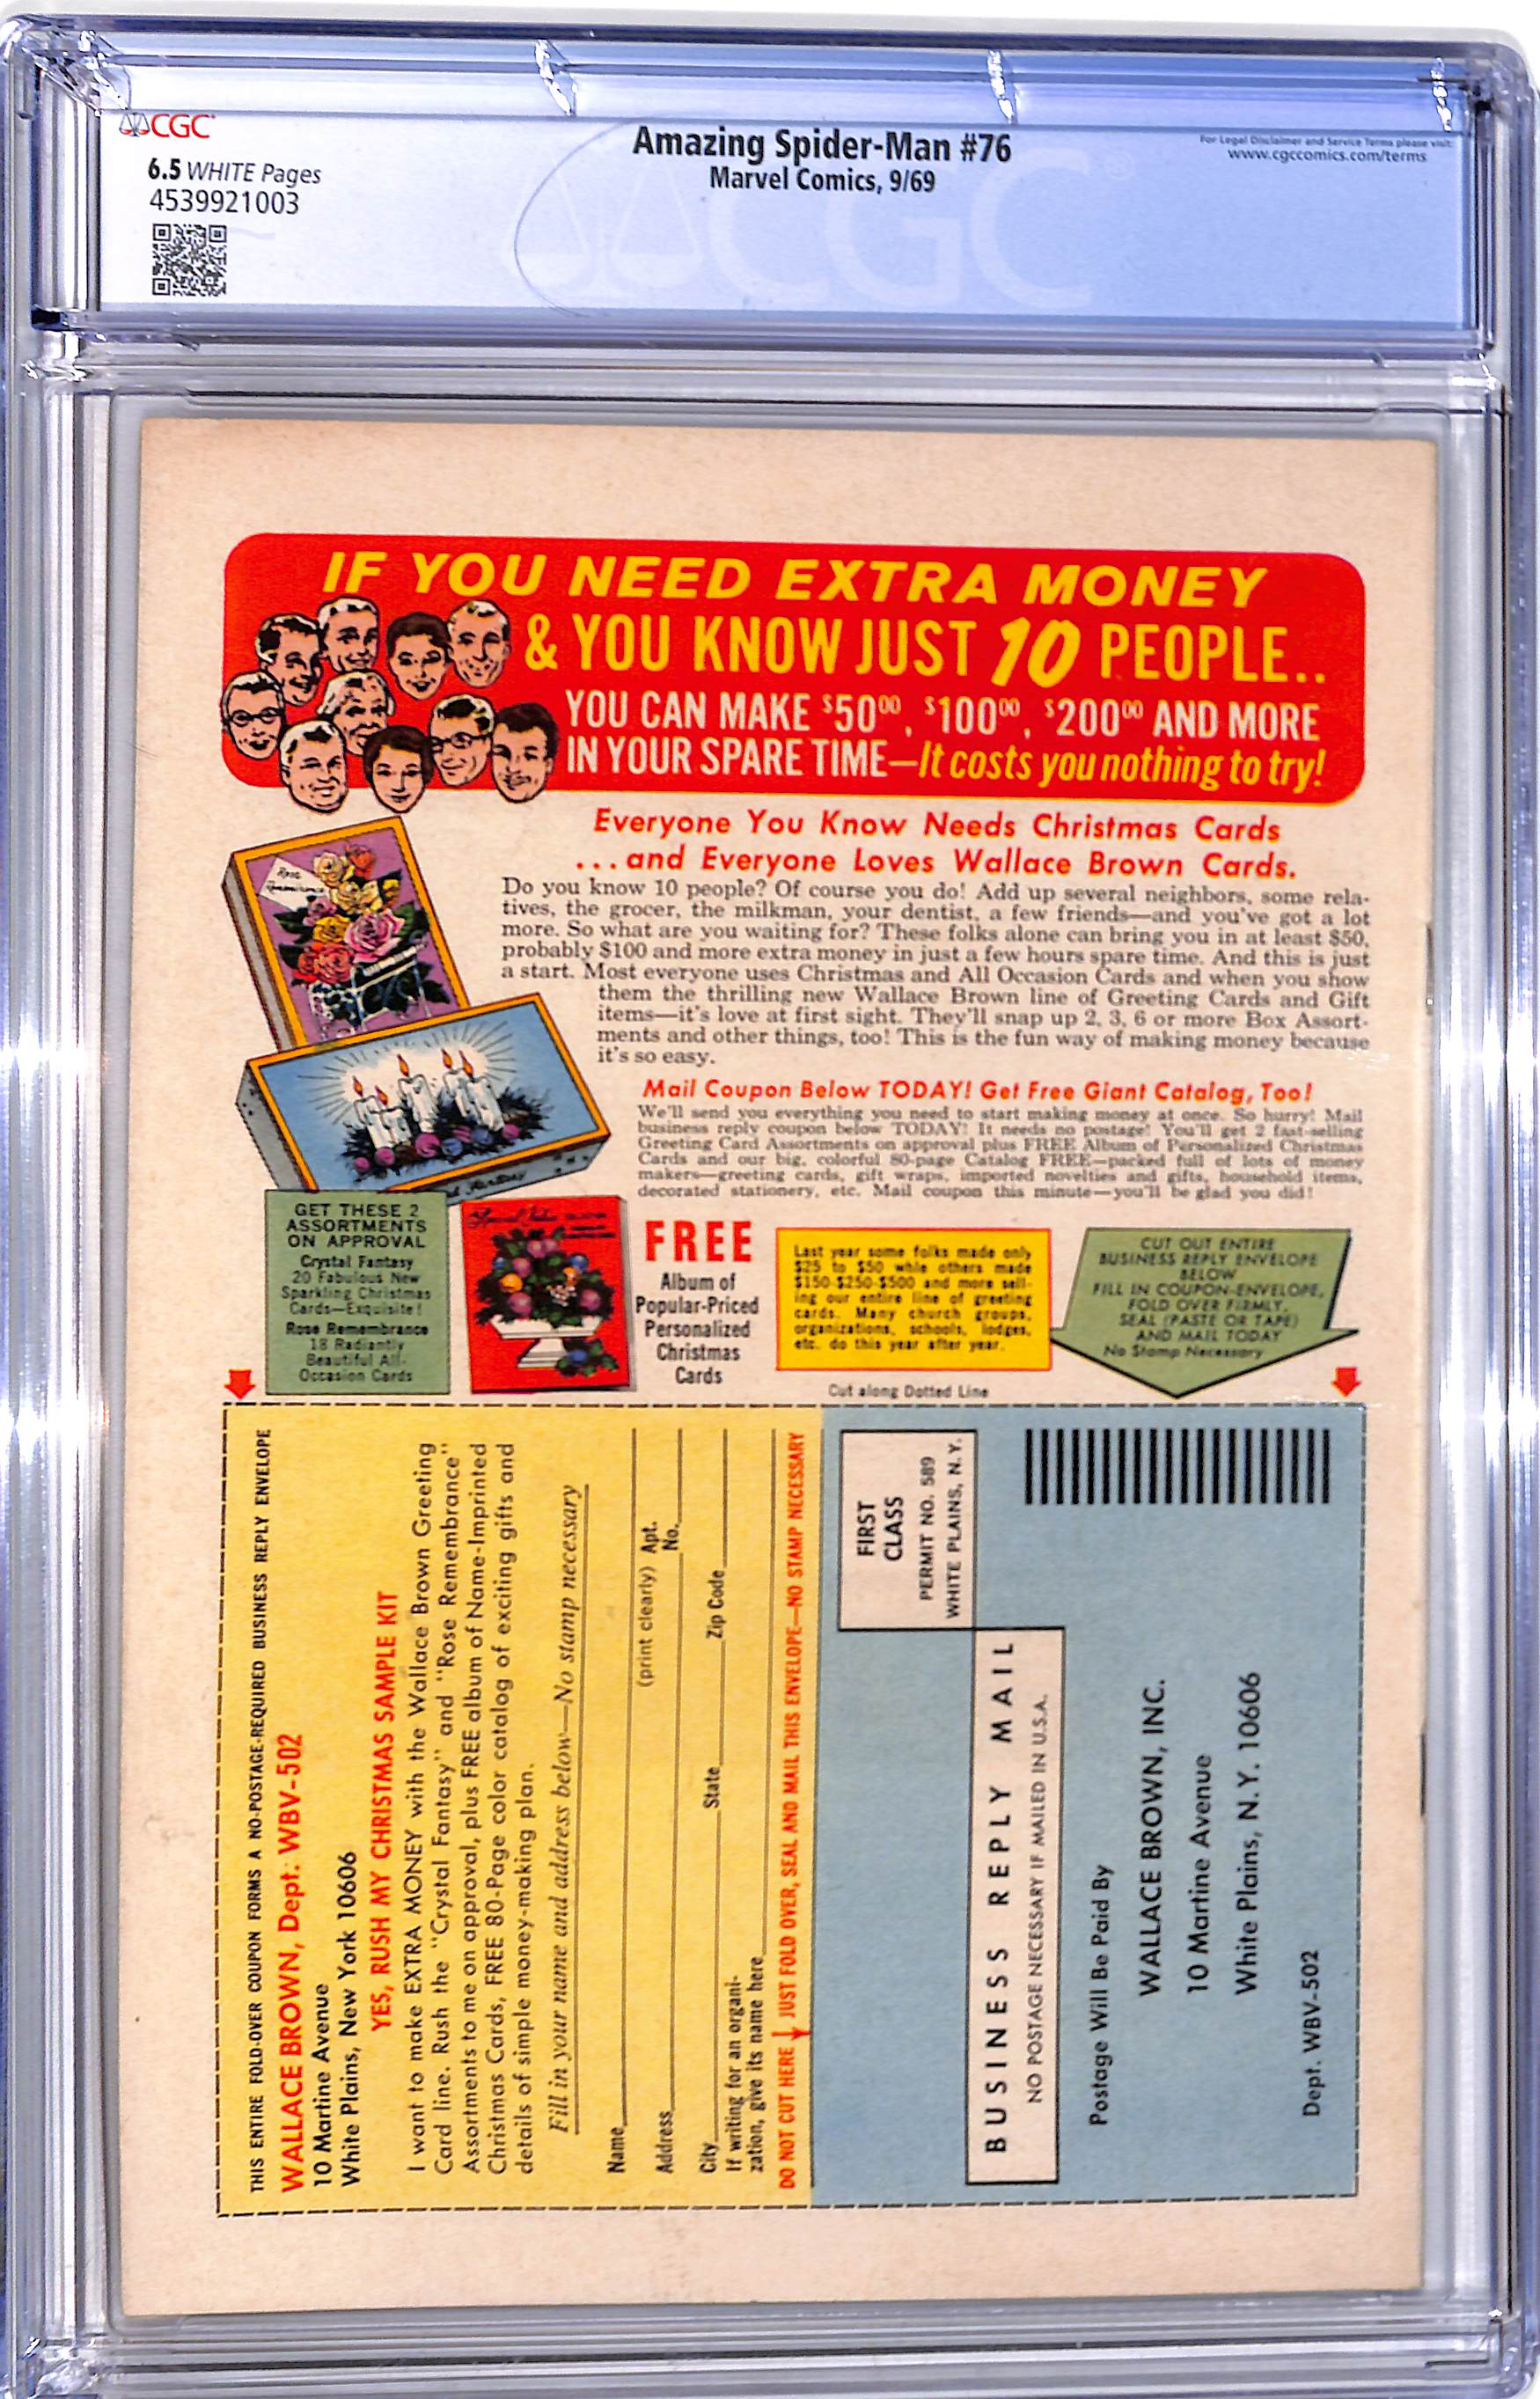 CGC
6.5 WHITE Pages
4539921003
Amazing Spider-Man #76
Marvel Comics, 9/69
For Legal Disclaimer and Service Terms please visit:
www.cgccomics.com/terms
CGC
IF YOU NEED EXTRA MONEY
& YOU KNOW JUST 10 PEOPLE..
YOU CAN MAKE $50⁰⁰, $100⁰⁰, $200⁰⁰ AND MORE
IN YOUR SPARE TIME—It costs you nothing to try!
Everyone You Know Needs Christmas Cards
...and Everyone Loves Wallace Brown Cards.
Do you know 10 people? Of course you do! Add up several neighbors, some rela-
tives, the grocer, the milkman, your dentist, a few friends—and you've got a lot
more. So what are you waiting for? These folks alone can bring you in at least $50,
probably $100 and more extra money in just a few hours spare time. And this is just
a start. Most everyone uses Christmas and All Occasion Cards and when you show
them the thrilling new Wallace Brown line of Greeting Cards and Gift
items—it's love at first sight. They'll snap up 2, 3, 6 or more Box Assort-
ments and other things, too! This is the fun way of making money because
it's so easy.
Rose
Remembrance
Mail Coupon Below TODAY! Get Free Giant Catalog, Too!
We'll send you everything you need to start making money at once. So hurry! Mail
business reply coupon below TODAY! It needs no postage! You'll get 2 fast-selling
Greeting Card Assortments on approval plus FREE Album of Personalized Christmas
Cards and our big, colorful 80-page Catalog FREE—packed full of lots of money
makers—greeting cards, gift wraps, imported novelties and gifts, household items,
decorated stationery, etc. Mail coupon this minute—you'll be glad you did!
GET THESE 2
ASSORTMENTS
ON APPROVAL
Crystal Fantasy
20 Fabulous New
Sparkling Christmas
Cards—Exquisite!
Rose Remembrance
18 Radiantly
Beautiful All-
Occasion Cards
FREE
Album of
Popular-Priced
Personalized
Christmas
Cards
Last year some folks made only
$25 to $50 while others made
$150-$250-$500 and more sell-
ing our entire line of greeting
cards. Many church groups,
organizations, schools, lodges,
etc. do this year after year.
CUT OUT ENTIRE
BUSINESS REPLY ENVELOPE
BELOW
FILL IN COUPON-ENVELOPE,
FOLD OVER FIRMLY,
SEAL (PASTE OR TAPE)
AND MAIL TODAY
No Stamp Necessary
Cut along Dotted Line
THIS ENTIRE FOLD-OVER COUPON FORMS A NO-POSTAGE-REQUIRED BUSINESS REPLY ENVELOPE
WALLACE BROWN, Dept. WBV-502
10 Martine Avenue
White Plains, New York 10606
YES, RUSH MY CHRISTMAS SAMPLE KIT
I want to make EXTRA MONEY with the Wallace Brown Greeting
Card line. Rush the "Crystal Fantasy" and "Rose Remembrance"
Assortments to me on approval, plus FREE album of Name-Imprinted
Christmas Cards, FREE 80-Page color catalog of exciting gifts and
details of simple money-making plan.
Fill in your name and address below—No stamp necessary
Name
(print clearly) Apt.
Address No.
City State Zip Code
If writing for an organi-
zation, give its name here
DO NOT CUT HERE JUST FOLD OVER, SEAL AND MAIL THIS ENVELOPE—NO STAMP NECESSARY
FIRST
CLASS
PERMIT NO. 589
WHITE PLAINS, N.Y.
BUSINESS REPLY MAIL
NO POSTAGE NECESSARY IF MAILED IN U.S.A.
Postage Will Be Paid By
WALLACE BROWN, INC.
10 Martine Avenue
White Plains, N.Y. 10606
Dept. WBV-502